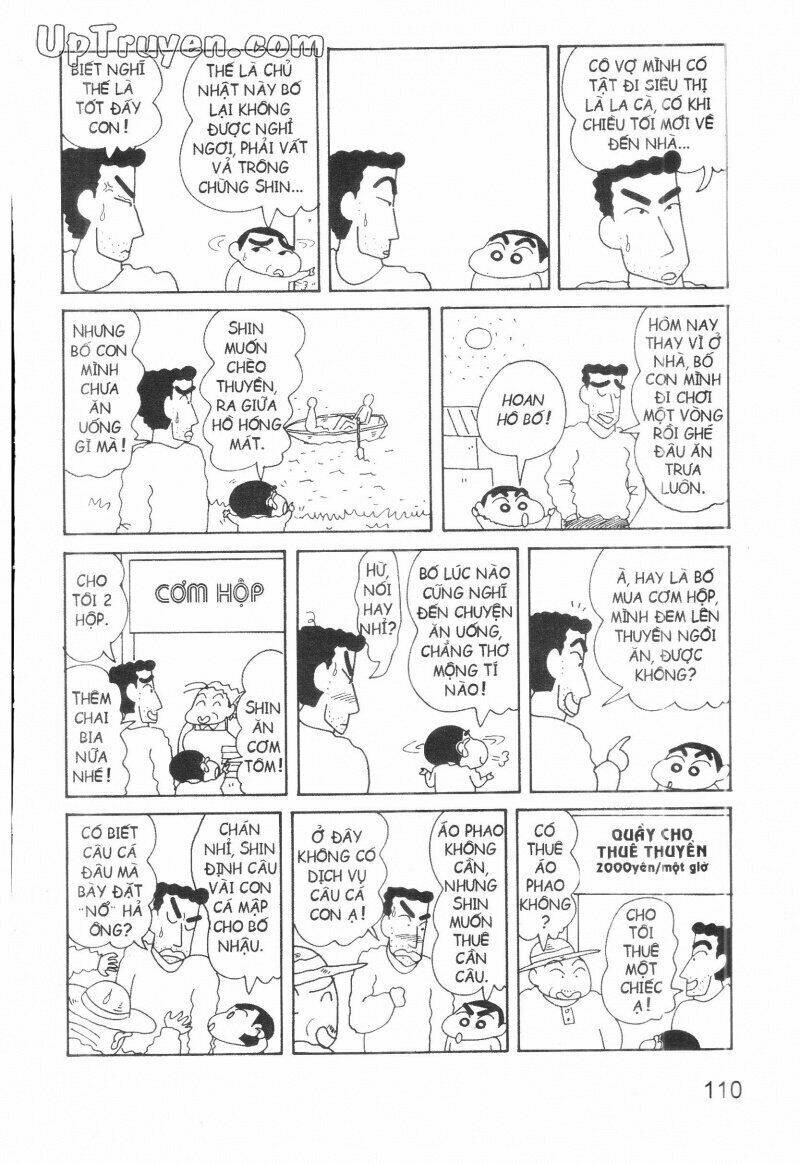 UpTruyen.com
CÔ VỢ MÌNH CÓ
TẬT ĐI SIÊU THỊ
LÀ LA CÀ, CÓ KHI
CHIỀU TỐI MỚI VỀ
ĐẾN NHÀ...
THẾ LÀ CHỦ
NHẬT NÀY BỐ
LẠI KHÔNG
ĐƯỢC NGHỈ
NGƠI, PHẢI VẤT
VẢ TRÔNG
CHỪNG SHIN...
BIẾT NGHĨ
THẾ LÀ
TỐT ĐẤY
CON!
HÔM NAY
THAY VÌ Ở
NHÀ, BỐ
CON MÌNH
ĐI CHƠI
MỘT VÒNG
RỒI GHÉ
ĐÂU ĂN
TRƯA
LUÔN.
HOAN
HÔ BỐ!
SHIN
MUỐN
CHÈO
THUYỀN,
RA GIỮA
HỒ HÓNG
MÁT.
NHƯNG
BỐ CON
MÌNH
CHƯA
ĂN
UỐNG
GÌ MÀ!
À, HAY LÀ BỐ
MUA CƠM HỘP,
MÌNH ĐEM LÊN
THUYỀN NGỒI
ĂN, ĐƯỢC
KHÔNG?
BỐ LÚC NÀO
CŨNG NGHĨ
ĐẾN CHUYỆN
ĂN UỐNG,
CHẲNG THƠ
MỘNG TÍ
NÀO!
HỪ,
NÓI
HAY
NHỈ?
CƠM HỘP
CHO
TÔI 2
HỘP.
SHIN
ĂN
CƠM
TÔM!
THÊM
CHAI
BIA
NỮA
NHÉ!
QUẦY CHO
THUÊ THUYỀN
2000yên/một giờ
CHO
TÔI
THUÊ
MỘT
CHIẾC
Ạ!
CÓ
THUÊ
ÁO
PHAO
KHÔNG?
ÁO PHAO
KHÔNG
CẦN,
NHƯNG
SHIN
MUỐN
THUÊ
CẦN
CÂU.
Ở ĐÂY
KHÔNG CÓ
DỊCH VỤ
CÂU CÁ
CON Ạ!
CHÁN
NHỈ, SHIN
ĐỊNH CÂU
VÀI CON
CÁ MẬP
CHO BỐ
NHẬU.
CÓ BIẾT
CÂU CÁ
ĐÂU MÀ
BÀY ĐẶT
"NỔ" HẢ
ÔNG?
110